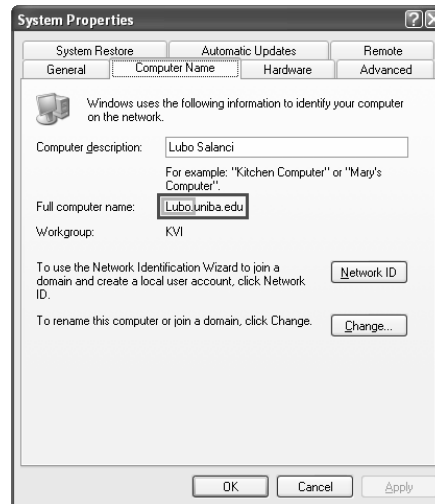 System Properties
System Restore Automatic Updates Remote
General Computer Name Hardware Advanced
Windows uses the following information to identify your computer
on the network.
Computer description: Lubo Salanci
For example: "Kitchen Computer" or "Mary's
Computer".
Full computer name: Lubo.uniba.edu
Workgroup: KVI
To use the Network Identification Wizard to join a
domain and create a local user account, click Network
ID.
Network ID
To rename this computer or join a domain, click Change.
Change...
OK Cancel Apply